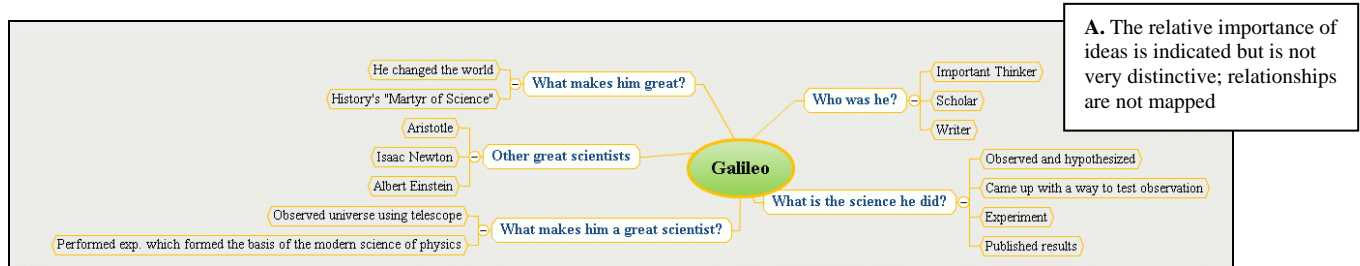 A. The relative importance of
ideas is indicated but is not
very distinctive; relationships
are not mapped
He changed the world
History's "Martyr of Science"
What makes him great?
Aristotle
Isaac Newton
Albert Einstein
Other great scientists
Observed universe using telescope
Performed exp. which formed the basis of the modern science of physics
What makes him a great scientist?
Galileo
Who was he?
Important Thinker
Scholar
Writer
What is the science he did?
Observed and hypothesized
Came up with a way to test observation
Experiment
Published results